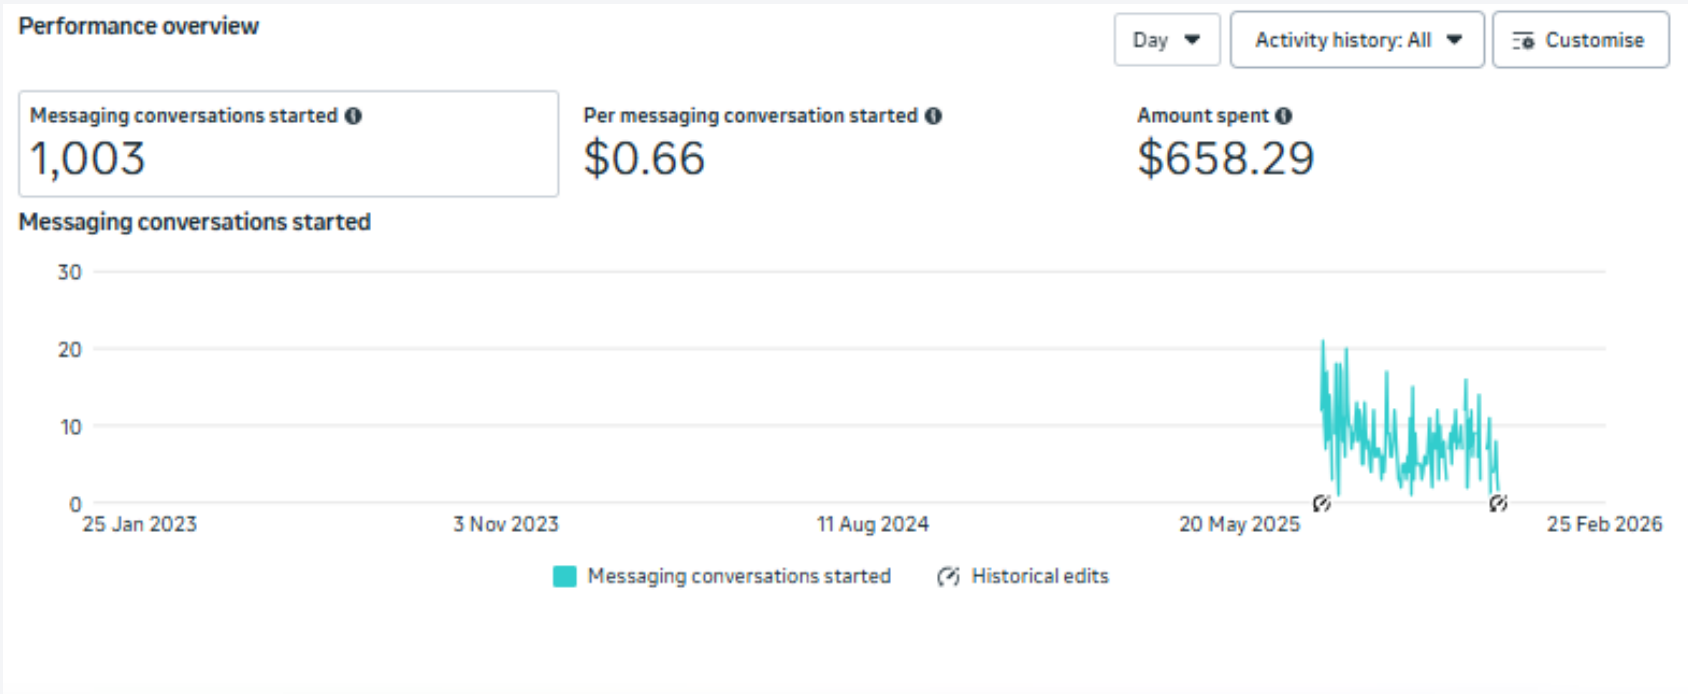 Performance overview
Day
Activity history: All
Customise
Messaging conversations started
1,003
Per messaging conversation started
$0.66
Amount spent
$658.29
Messaging conversations started
30
20
10
0
25 Jan 2023
3 Nov 2023
11 Aug 2024
20 May 2025
25 Feb 2026
Messaging conversations started
Historical edits